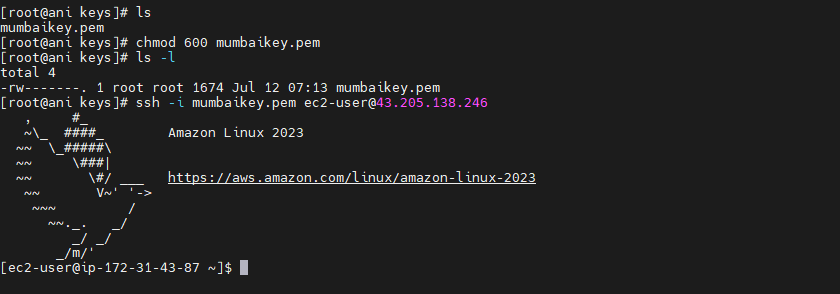 [root@ani keys]# ls
mumbaikey.pem
[root@ani keys]# chmod 600 mumbaikey.pem
[root@ani keys]# ls -l
total 4
-rw-------. 1 root root 1674 Jul 12 07:13 mumbaikey.pem
[root@ani keys]# ssh -i mumbaikey.pem ec2-user@43.205.138.246
   ,     #_
   ~\_  ####_        Amazon Linux 2023
  ~~  \_#####\
  ~~     \###|
  ~~       \#/ ___   https://aws.amazon.com/linux/amazon-linux-2023
   ~~       V~' '->
    ~~~         /
      ~~._.   _/
         _/ _/
       _/m/'
[ec2-user@ip-172-31-43-87 ~]$